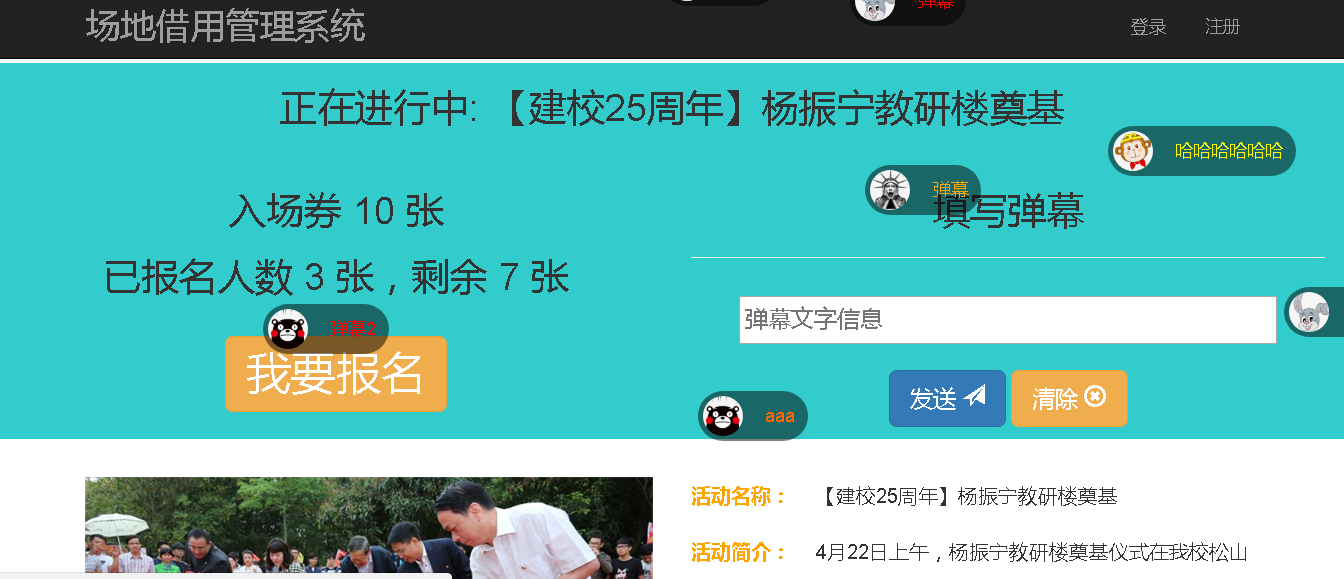 场地借用管理系统
登录
注册
弹幕
正在进行中: 【建校25周年】杨振宁教研楼奠基
哈哈哈哈哈哈
弹幕
入场券 10 张
填写弹幕
已报名人数 3 张，剩余 7 张
弹幕2
弹幕文字信息
我要报名
发送
清除
aaa
活动名称：
【建校25周年】杨振宁教研楼奠基
活动简介：
4月22日上午，杨振宁教研楼奠基仪式在我校松山